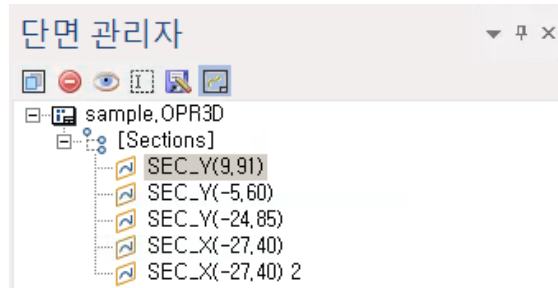 단면 관리자
sample.OPR3D
[Sections]
SEC_Y(9,91)
SEC_Y(-5,60)
SEC_Y(-24,85)
SEC_X(-27,40)
SEC_X(-27,40) 2